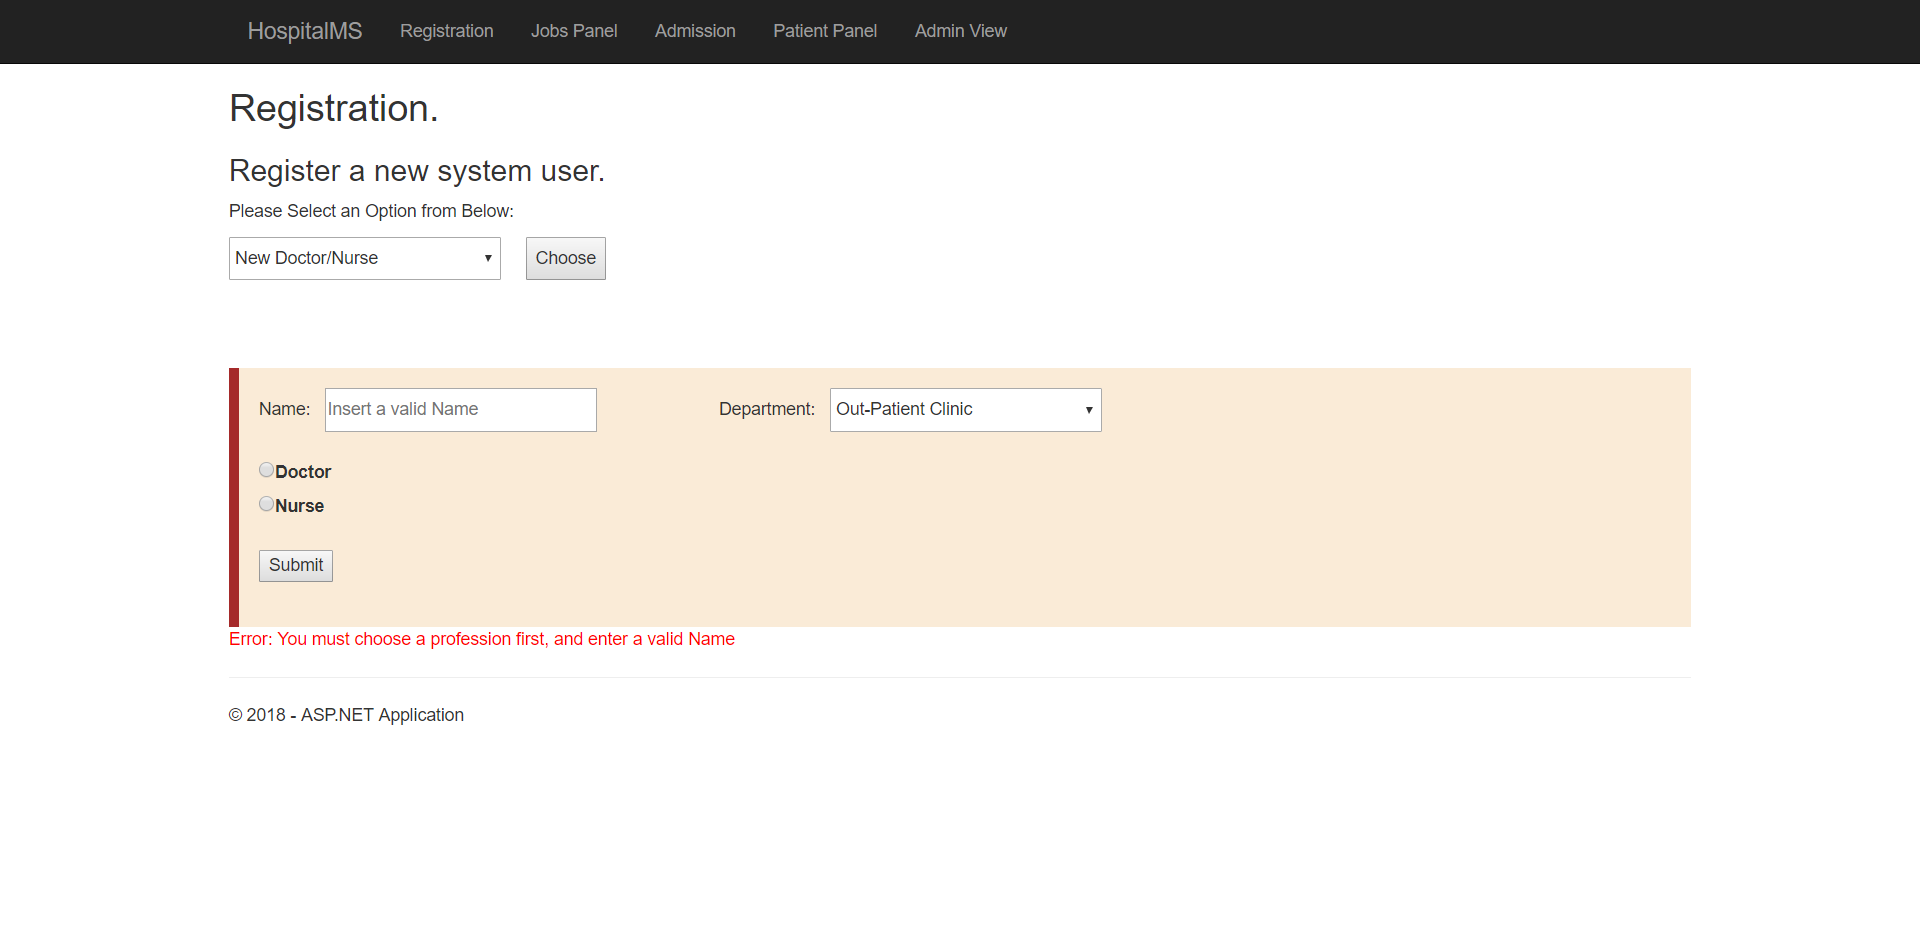 HospitalMS Registration Jobs Panel Admission Patient Panel Admin View
Registration.
Register a new system user.
Please Select an Option from Below:
New Doctor/Nurse Choose
Name: Insert a valid Name Department: Out-Patient Clinic
Doctor
Nurse
Submit
Error: You must choose a profession first, and enter a valid Name
© 2018 - ASP.NET Application